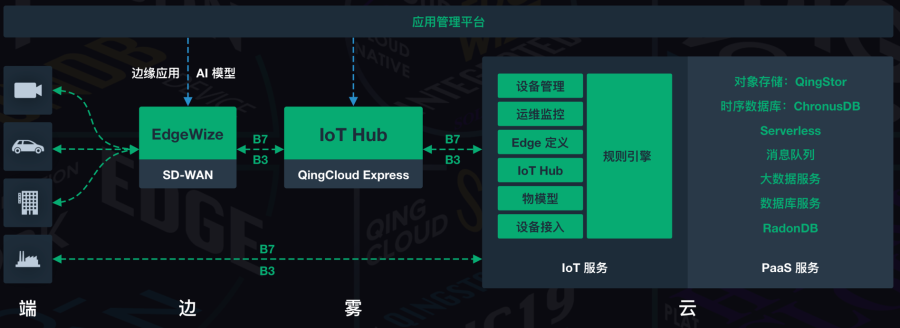 应用管理平台
边缘应用 AI 模型
EdgeWize
SD-WAN
B7
B3
IoT Hub
QingCloud Express
B7
B3
B7
B3
设备管理
运维监控
Edge 定义
IoT Hub
物模型
设备接入
规则引擎
IoT 服务
对象存储：QingStor
时序数据库：ChronusDB
Serverless
消息队列
大数据服务
数据库服务
RadonDB
PaaS 服务
端
边
雾
云
EDGE
QING
CLOUD
NATIVE